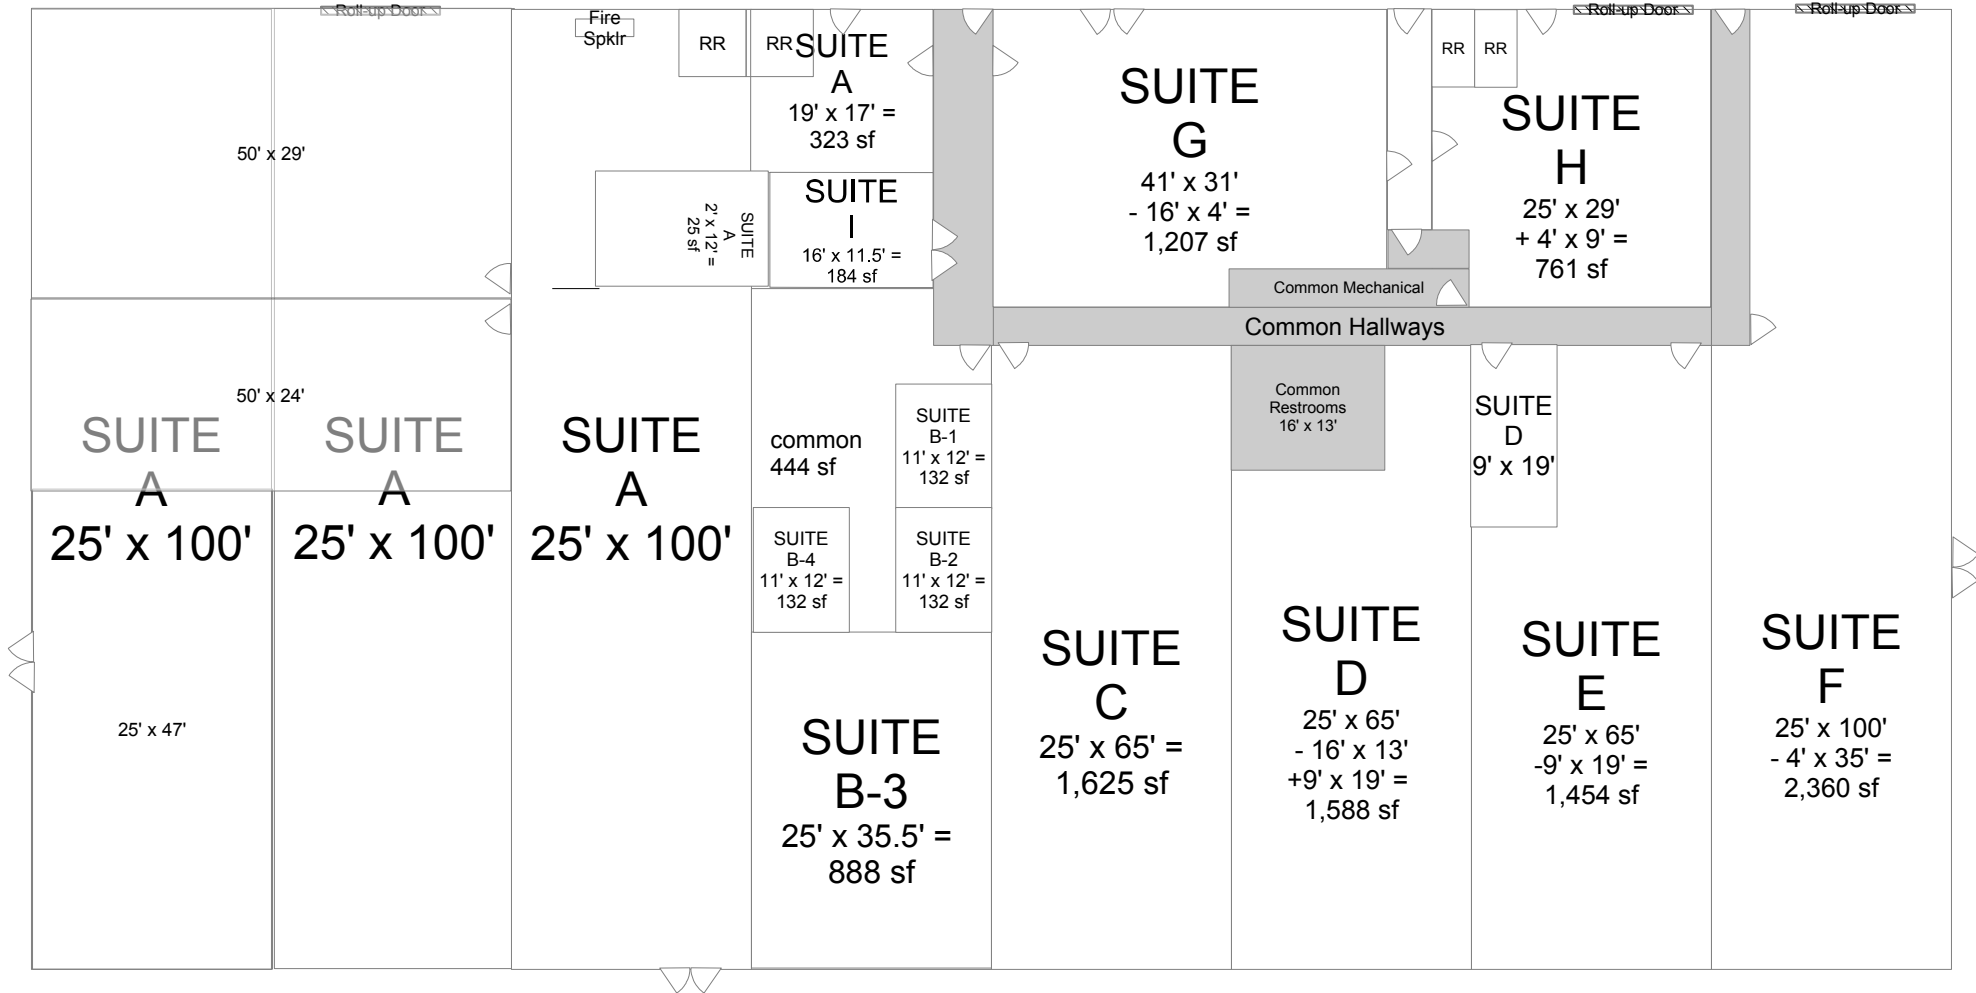 Roll-up Door
Fire
Spklr
RR
RR
SUITE
A
19' x 17' =
323 sf
SUITE
G
41' x 31'
- 16' x 4' =
1,207 sf
RR
RR
Roll-up Door
SUITE
H
25' x 29'
+ 4' x 9' =
761 sf
Roll-up Door
50' x 29'
SUITE
A
2' x 12' =
25 sf
SUITE
I
16' x 11.5' =
184 sf
Common Mechanical
Common Hallways
50' x 24'
SUITE
A
25' x 100'
SUITE
A
25' x 100'
SUITE
A
25' x 100'
common
444 sf
SUITE
B-1
11' x 12' =
132 sf
SUITE
B-4
11' x 12' =
132 sf
SUITE
B-2
11' x 12' =
132 sf
Common
Restrooms
16' x 13'
SUITE
D
9' x 19'
25' x 47'
SUITE
B-3
25' x 35.5' =
888 sf
SUITE
C
25' x 65' =
1,625 sf
SUITE
D
25' x 65'
- 16' x 13'
+9' x 19' =
1,588 sf
SUITE
E
25' x 65'
-9' x 19' =
1,454 sf
SUITE
F
25' x 100'
- 4' x 35' =
2,360 sf